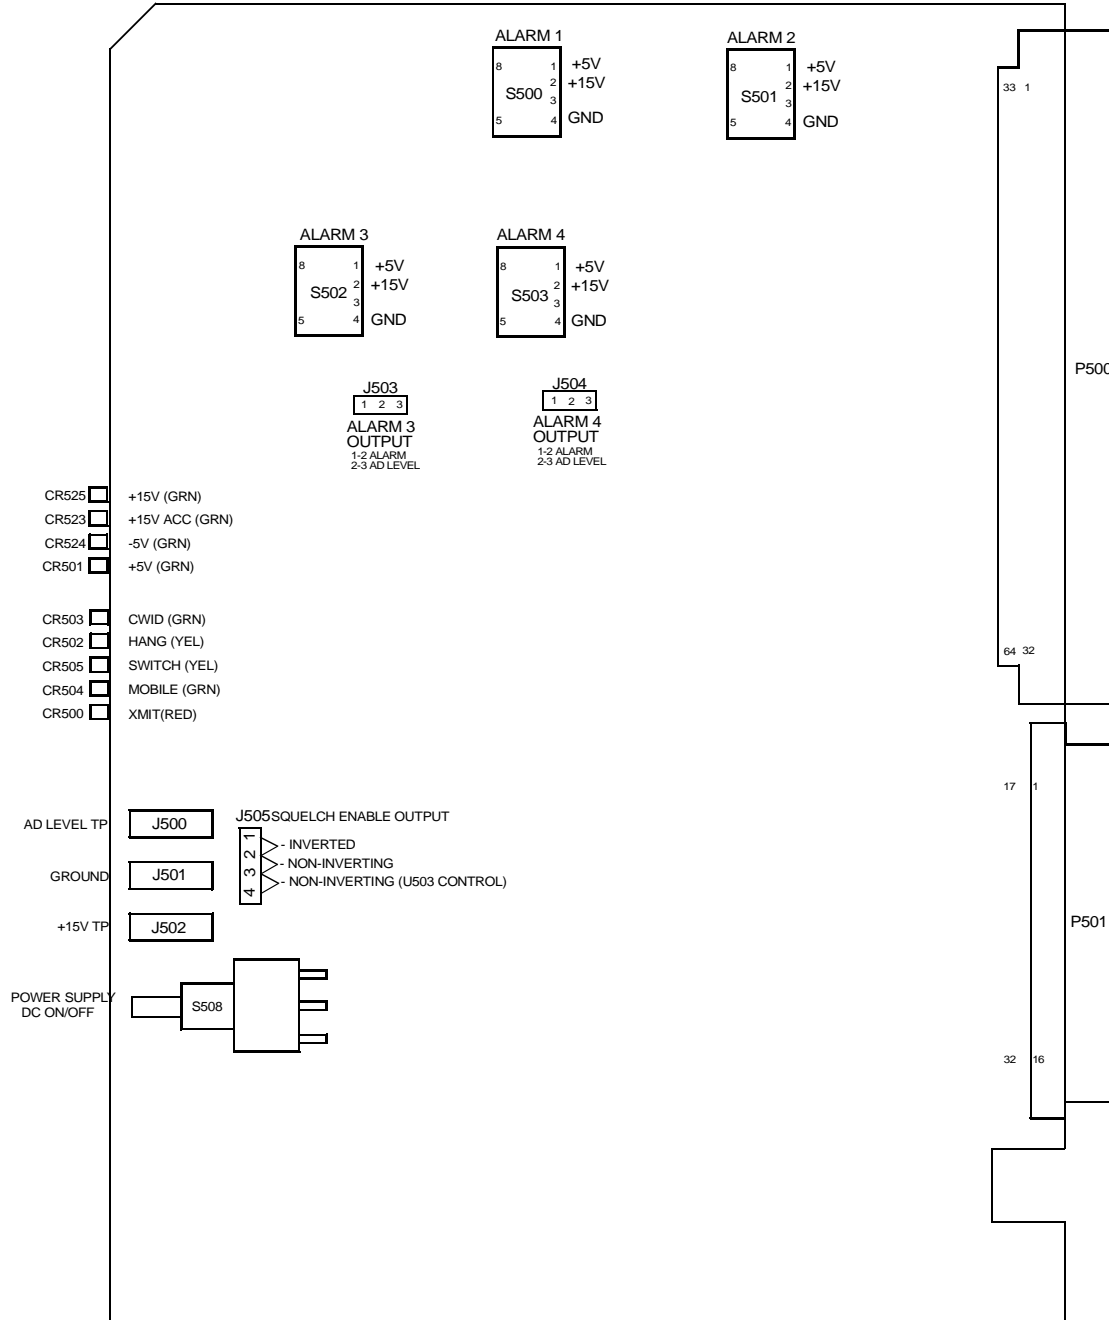 ALARM 1
8 1 +5V
2 +15V
S500
3
5 4 GND
ALARM 2
8 1 +5V
2 +15V
S501
3
5 4 GND
33 1
ALARM 3
8 1 +5V
2 +15V
S502
3
5 4 GND
ALARM 4
8 1 +5V
2 +15V
S503
3
5 4 GND
P500
J503
1 2 3
ALARM 3
OUTPUT
1-2 ALARM
2-3 AD LEVEL
J504
1 2 3
ALARM 4
OUTPUT
1-2 ALARM
2-3 AD LEVEL
CR525 +15V (GRN)
CR523 +15V ACC (GRN)
CR524 -5V (GRN)
CR501 +5V (GRN)
CR503 CWID (GRN)
CR502 HANG (YEL)
CR505 SWITCH (YEL)
CR504 MOBILE (GRN)
CR500 XMIT(RED)
64 32
17 1
AD LEVEL TP J500
GROUND J501
+15V TP J502
J505 SQUELCH ENABLE OUTPUT
1 2 3 4
- INVERTED
- NON-INVERTING
- NON-INVERTING (U503 CONTROL)
P501
POWER SUPPLY
DC ON/OFF
S508
32 16